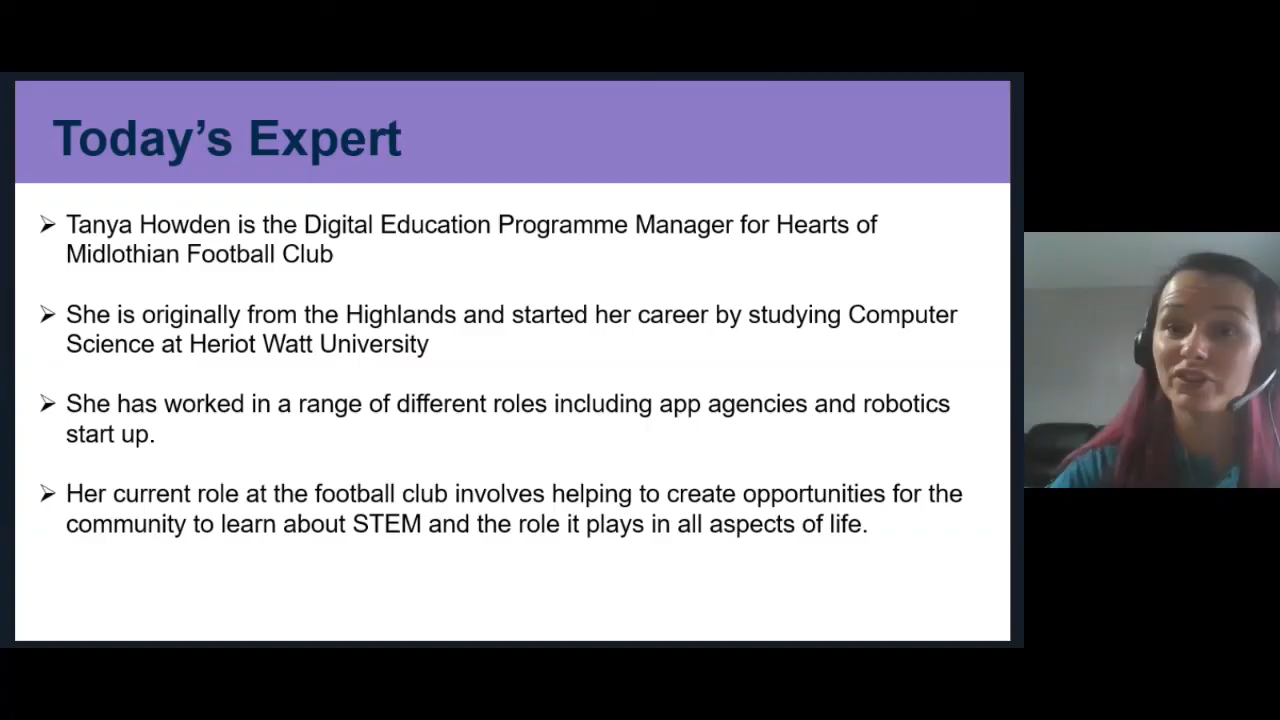 Today’s Expert
➢ Tanya Howden is the Digital Education Programme Manager for Hearts of
Midlothian Football Club
➢ She is originally from the Highlands and started her career by studying Computer
Science at Heriot Watt University
➢ She has worked in a range of different roles including app agencies and robotics
start up.
➢ Her current role at the football club involves helping to create opportunities for the
community to learn about STEM and the role it plays in all aspects of life.